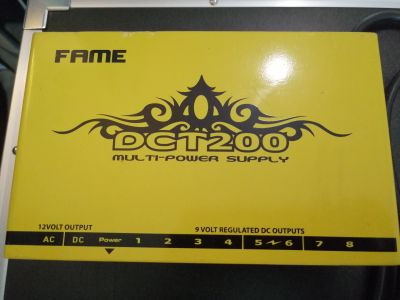 FAME
DCT200
MULTI-POWER SUPPLY
12VOLT OUTPUT
9 VOLT REGULATED DC OUTPUTS
AC DC Power 1 2 3 4 5 6 7 8